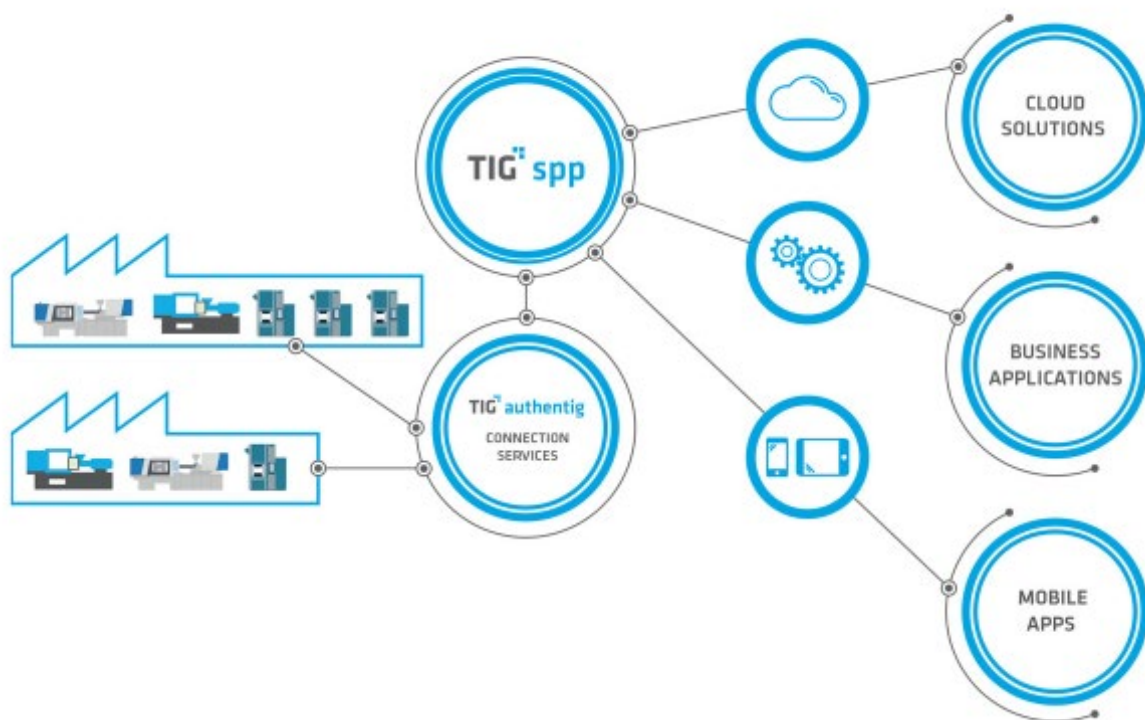 TIG spp
TIG authentig
CONNECTION
SERVICES
CLOUD
SOLUTIONS
BUSINESS
APPLICATIONS
MOBILE
APPS